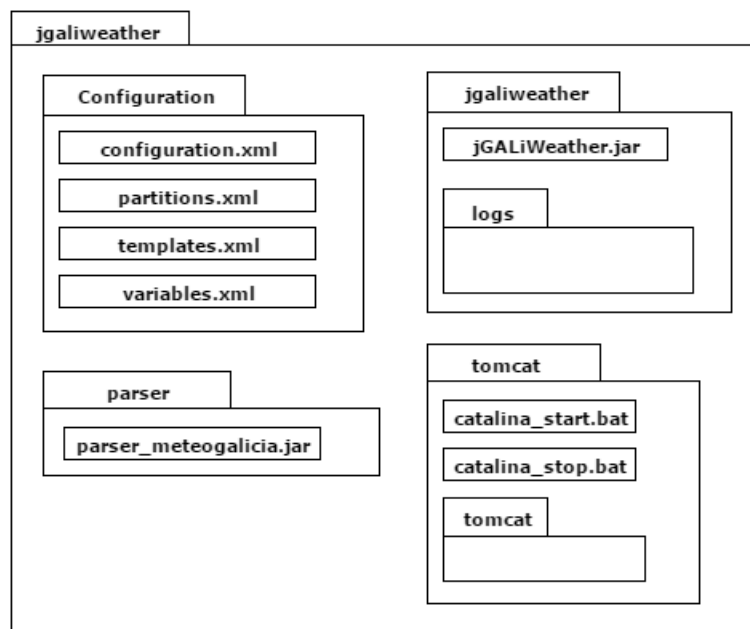 jgaliweather
Configuration
configuration.xml
partitions.xml
templates.xml
variables.xml
jgaliweather
jGALiWeather.jar
logs
parser
parser_meteogalicia.jar
tomcat
catalina_start.bat
catalina_stop.bat
tomcat